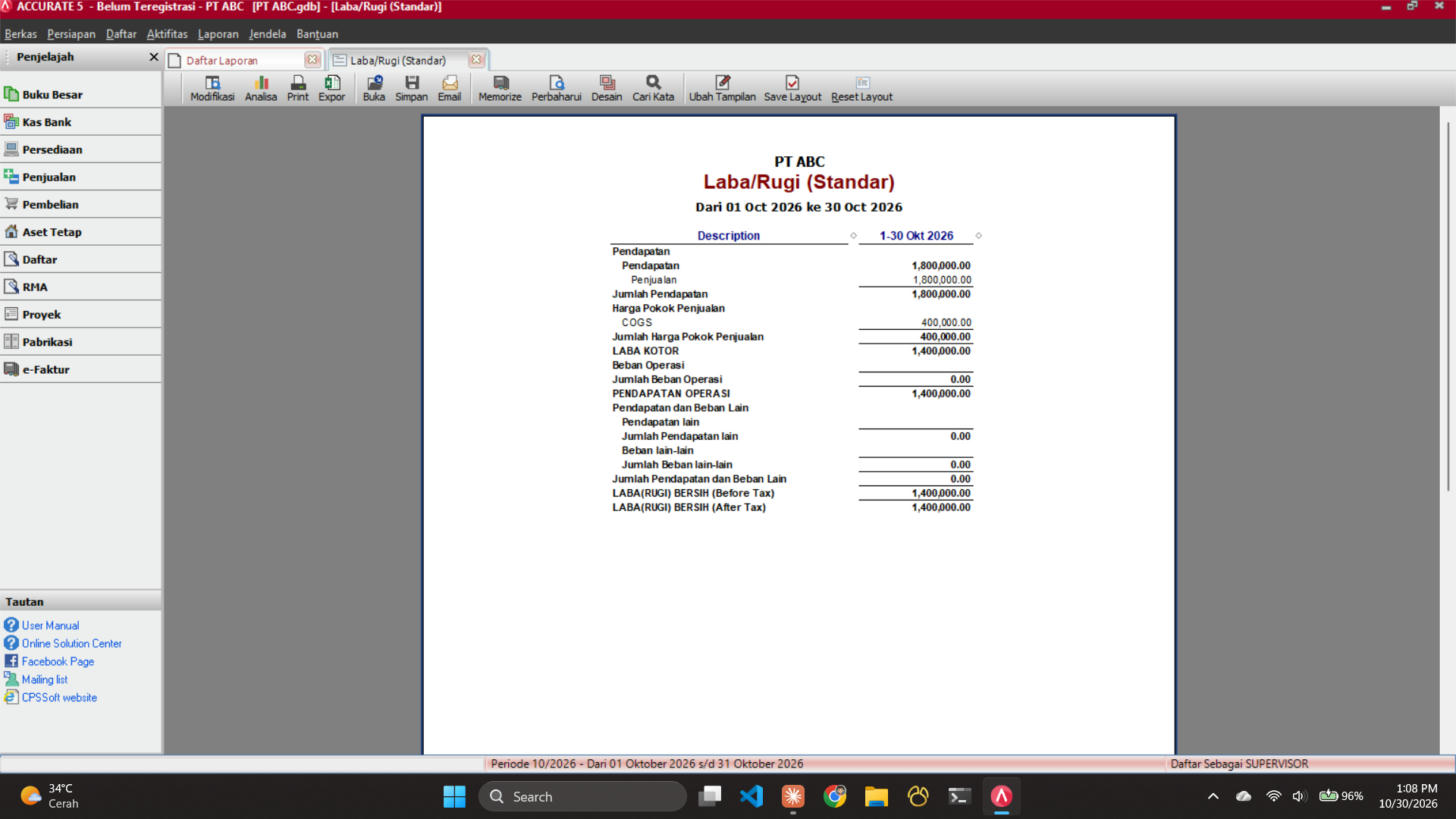 ACCURATE 5 - Belum Teregistrasi - PT ABC [PT ABC.gdb] - [Laba/Rugi (Standar)]
Berkas Persiapan Daftar Aktifitas Laporan Jendela Bantuan
Penjelajah
Daftar Laporan
Laba/Rugi (Standar)
Modifikasi Analisa Print Expor Buka Simpan Email Memorize Perbaharui Desain Cari Kata Ubah Tampilan Save Layout Reset Layout
Buku Besar
Kas Bank
Persediaan
Penjualan
Pembelian
Aset Tetap
Daftar
RMA
Proyek
Pabrikasi
e-Faktur
Tautan
User Manual
Online Solution Center
Facebook Page
Mailing list
CPSSoft website
PT ABC
Laba/Rugi (Standar)
Dari 01 Oct 2026 ke 30 Oct 2026
Description 1-30 Okt 2026
Pendapatan
Pendapatan 1,800,000.00
Penjualan 1,800,000.00
Jumlah Pendapatan 1,800,000.00
Harga Pokok Penjualan
COGS 400,000.00
Jumlah Harga Pokok Penjualan 400,000.00
LABA KOTOR 1,400,000.00
Beban Operasi
Jumlah Beban Operasi 0.00
PENDAPATAN OPERASI 1,400,000.00
Pendapatan dan Beban Lain
Pendapatan lain
Jumlah Pendapatan lain 0.00
Beban lain-lain
Jumlah Beban lain-lain 0.00
Jumlah Pendapatan dan Beban Lain 0.00
LABA(RUGI) BERSIH (Before Tax) 1,400,000.00
LABA(RUGI) BERSIH (After Tax) 1,400,000.00
Periode 10/2026 - Dari 01 Oktober 2026 s/d 31 Oktober 2026
Daftar Sebagai SUPERVISOR
34°C
Cerah
Search
96%
1:08 PM
10/30/2026